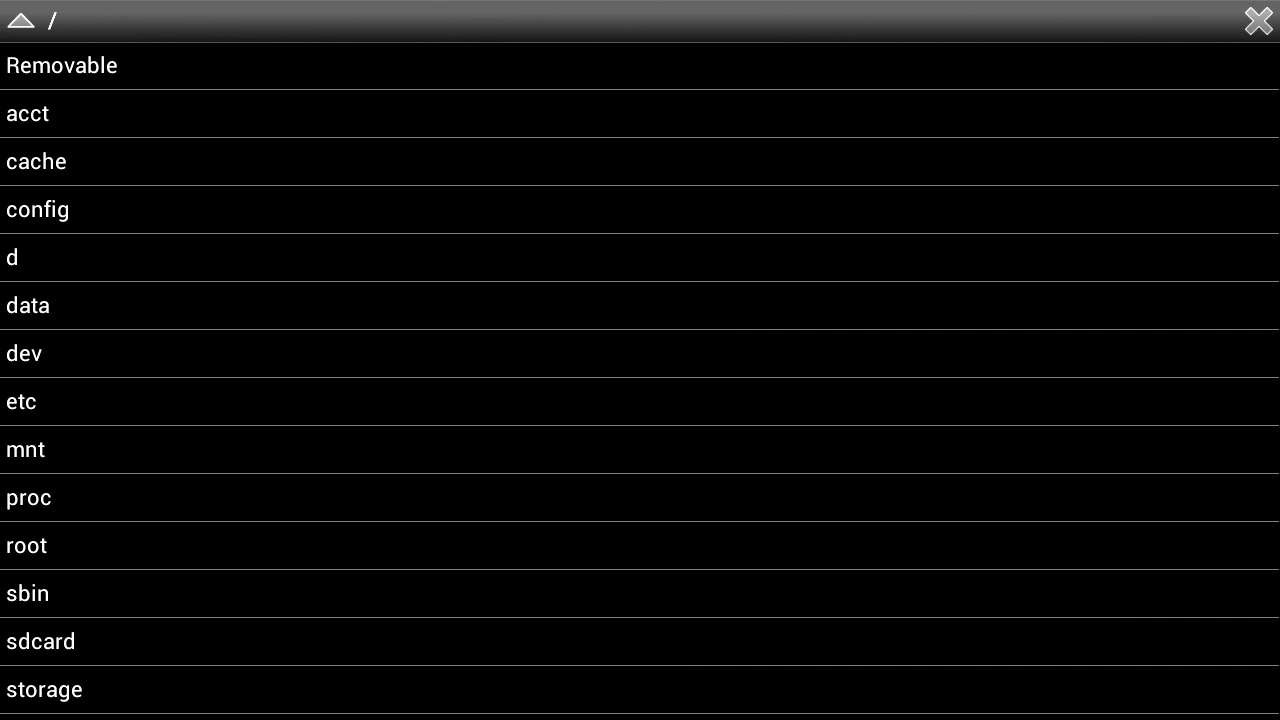 /
Removable
acct
cache
config
d
data
dev
etc
mnt
proc
root
sbin
sdcard
storage